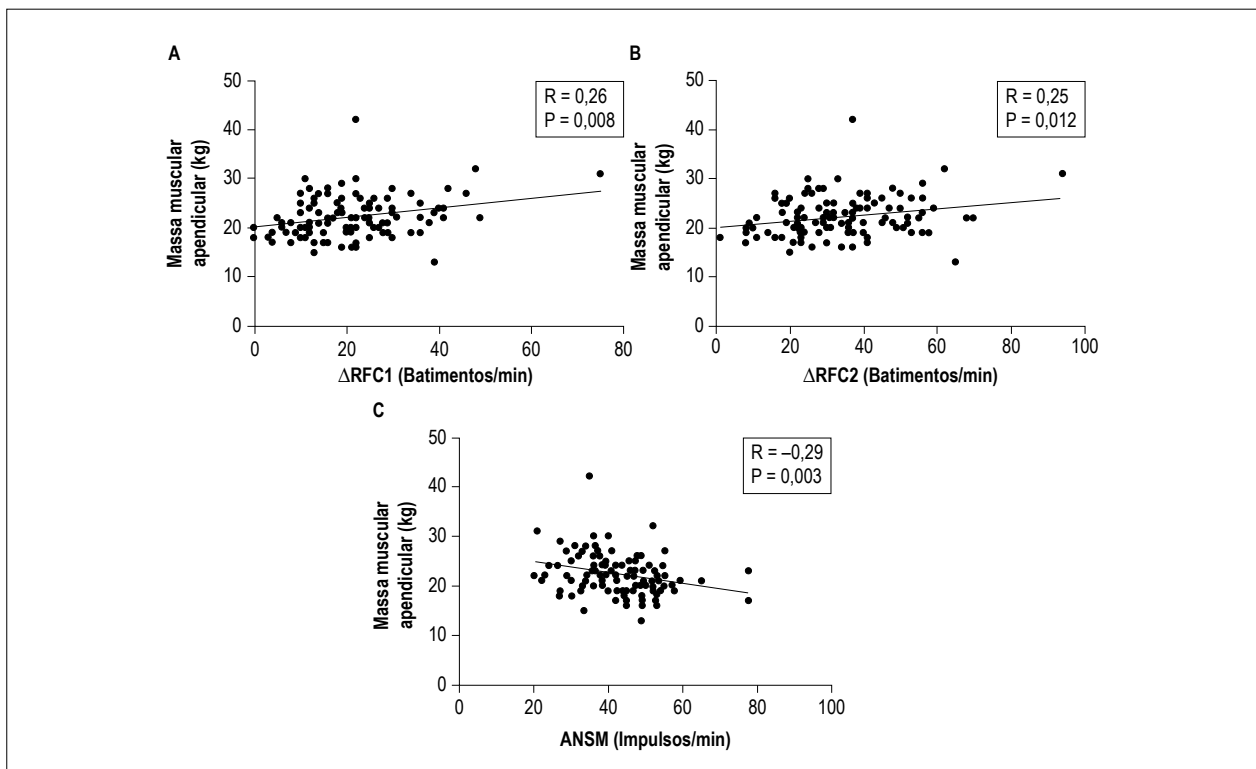 A
R = 0,26
P = 0,008
Massa muscular
apendicular (kg)
50
40
30
20
10
0
0 20 40 60 80
ΔRFC1 (Batimentos/min)
B
R = 0,25
P = 0,012
Massa muscular
apendicular (kg)
50
40
30
20
10
0
0 20 40 60 80 100
ΔRFC2 (Batimentos/min)
C
R = –0,29
P = 0,003
Massa muscular
apendicular (kg)
50
40
30
20
10
0
0 20 40 60 80 100
ANSM (Impulsos/min)